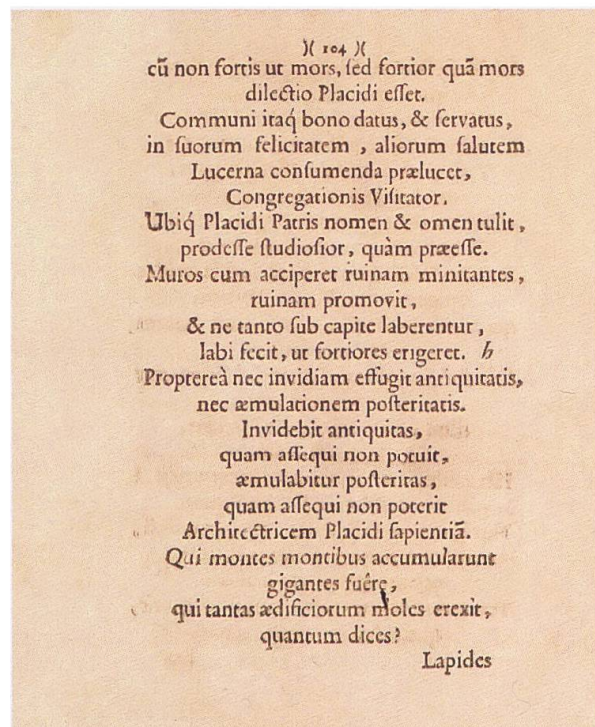 )( 104 )(
cũ non fortis ut mors, ſed fortior quã mors
dilectio Placidi eſſet.
Communi itaq́ bono datus, & ſervatus,
in ſuorum felicitatem , aliorum ſalutem
Lucerna conſumenda prælucet,
Congregationis Viſitator.
Ubiq́ Placidi Patris nomen & omen tulit,
prodeſſe ſtudioſior, quàm præeſſe.
Muros cum acciperet ruinam minitantes,
ruinam promovit,
& ne tanto ſub capite laberentur,
labi fecit, ut fortiores erigeret. h
Propterea̔ nec invidiam effugit antiquitatis,
nec æmulationem poſteritatis.
Invidebit antiquitas,
quam aſſequi non potuit,
æmulabitur poſteritas,
quam aſſequi non poterit
Architectricem Placidi ſapientiã.
Qui montes montibus accumularunt
gigantes fuêre,
qui tantas ædificiorum moles erexit,
quantum dices?
Lapides